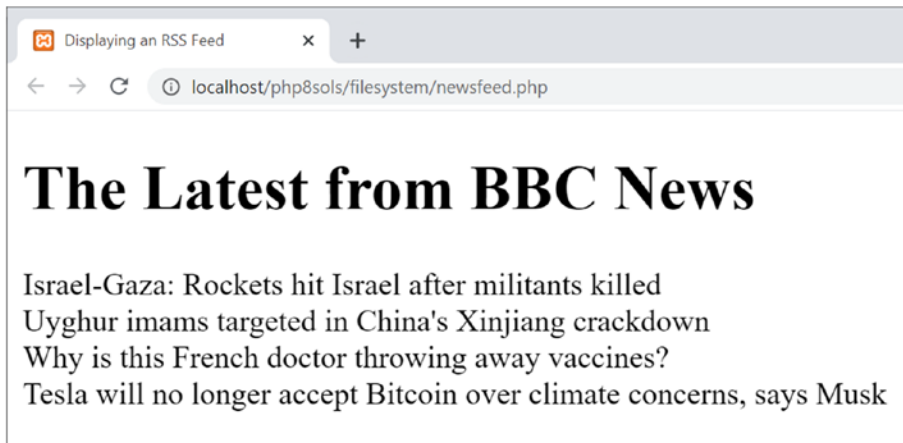 Displaying an RSS Feed
localhost/php8sols/filesystem/newsfeed.php
The Latest from BBC News
Israel-Gaza: Rockets hit Israel after militants killed
Uyghur imams targeted in China's Xinjiang crackdown
Why is this French doctor throwing away vaccines?
Tesla will no longer accept Bitcoin over climate concerns, says Musk